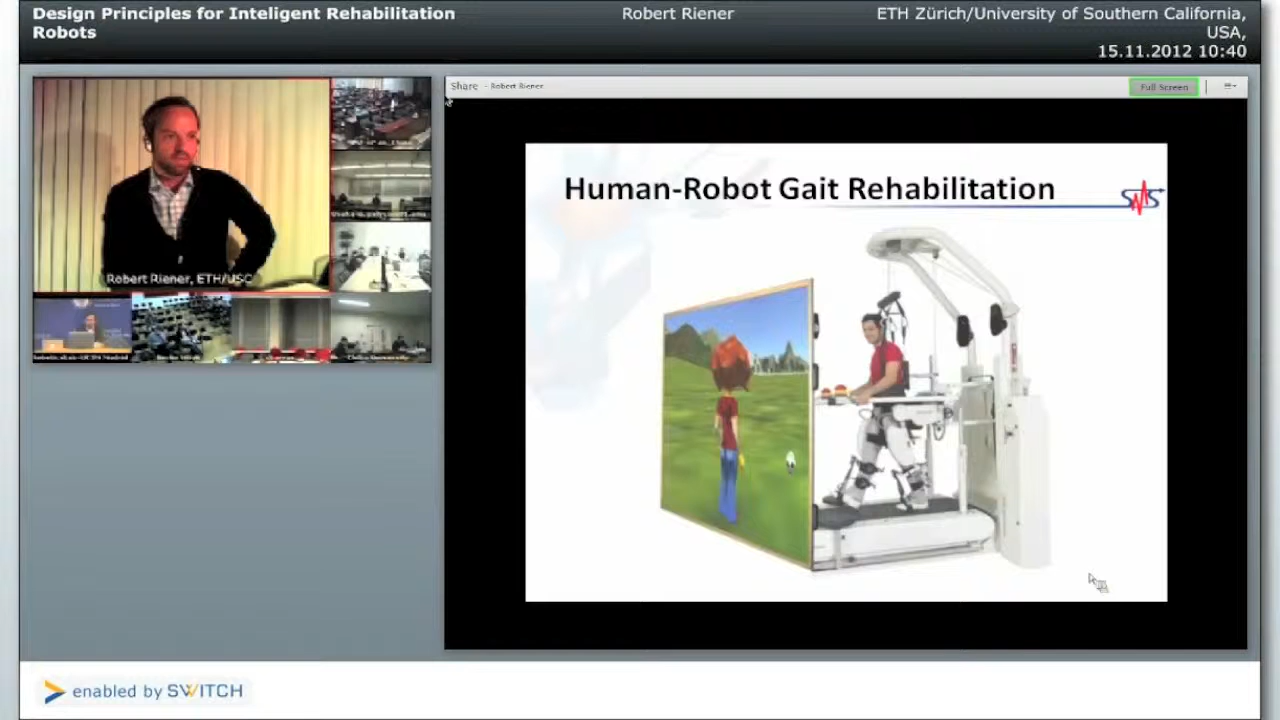 Design Principles for Inteligent Rehabilitation
Robots
Robert Riener
ETH Zürich/University of Southern California,
USA,
15.11.2012 10:40
Share - Robert Riener
Full Screen
Robert Riener, ETH/USC
Human-Robot Gait Rehabilitation
SMS
enabled by SWITCH